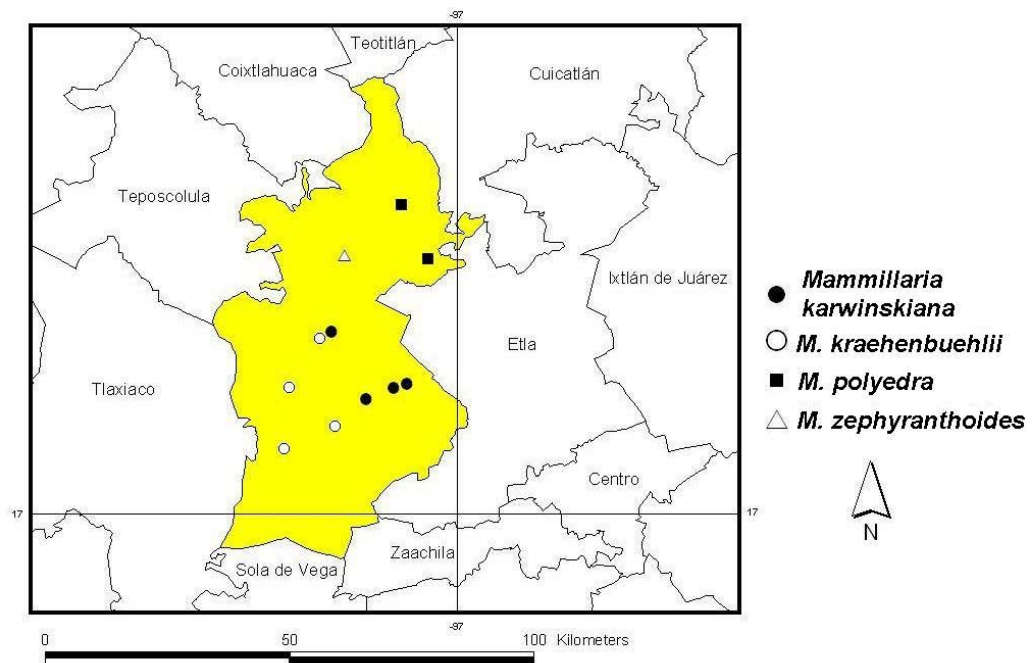 -97
Teotitlán
Coixtlahuaca
Cuicatlán
Teposcolula
Ixtlán de Juárez
Etla
Tlaxiaco
Centro
17
17
Zaachila
Sola de Vega
-97
0 50 100 Kilometers
Mammillaria
karwinskiana
M. kraehenbuehlii
M. polyedra
M. zephyranthoides
N